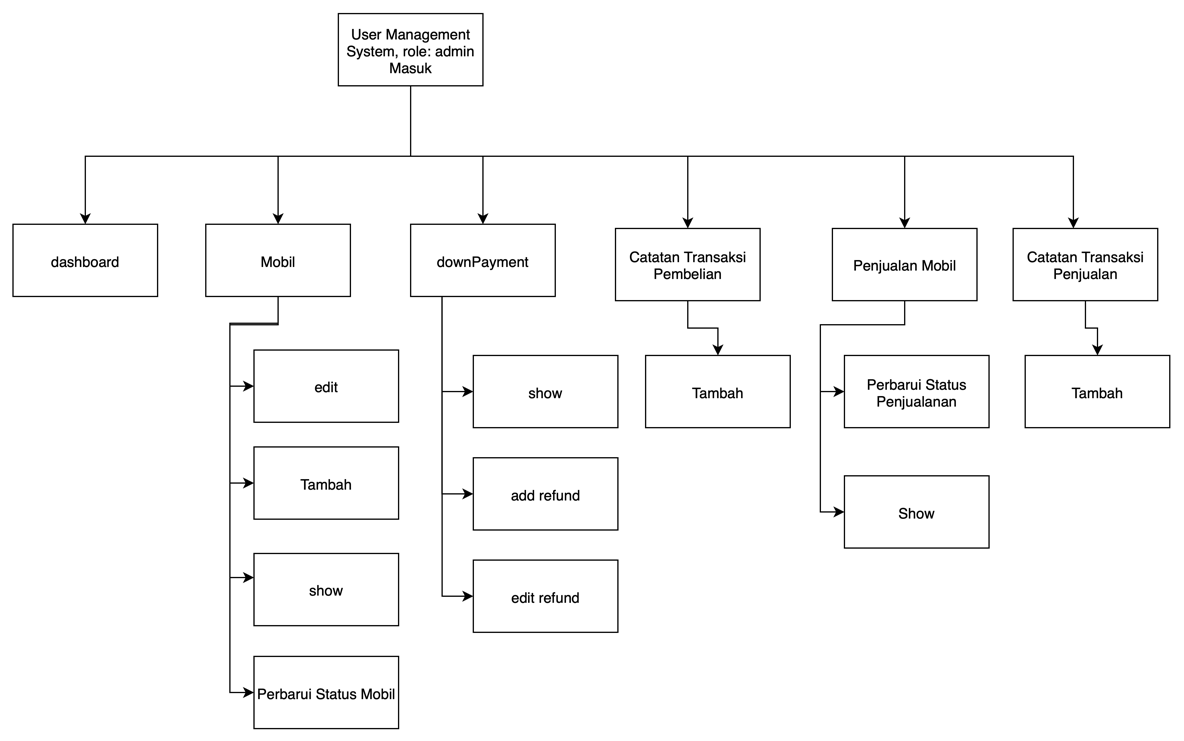 User Management
System, role: admin
Masuk
dashboard
Mobil
downPayment
Catatan Transaksi
Pembelian
Penjualan Mobil
Catatan Transaksi
Penjualan
edit
Tambah
show
Perbarui Status Mobil
show
add refund
edit refund
Tambah
Perbarui Status
Penjualanan
Show
Tambah